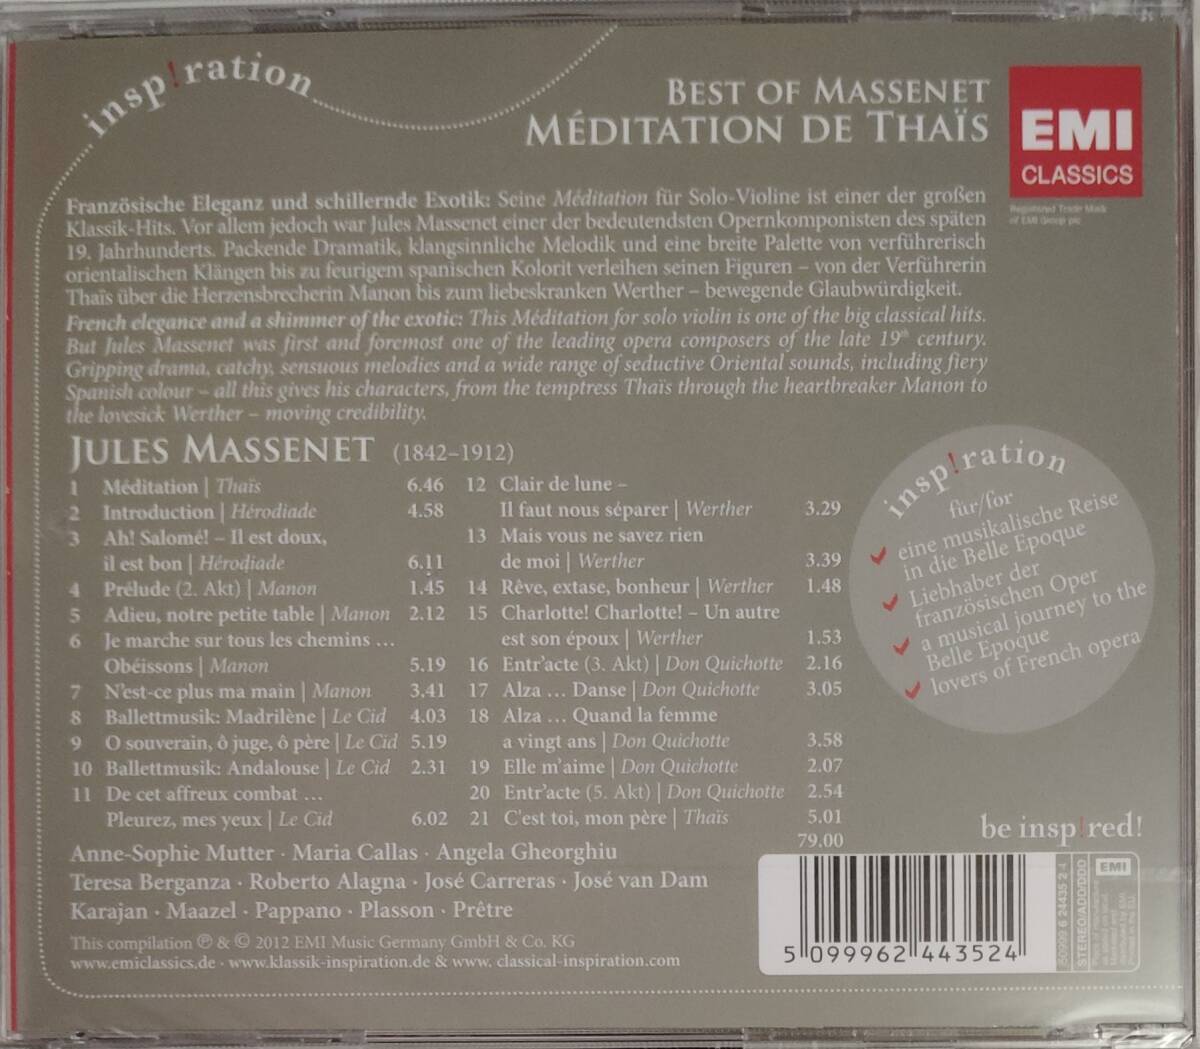 insp!ration
BEST OF MASSENET
MÉDITATION DE THAÏS
EMI
CLASSICS
Registered Trade Mark
of EMI Group plc
Französische Eleganz und schillernde Exotik: Seine Méditation für Solo-Violine ist einer der großen
Klassik-Hits. Vor allem jedoch war Jules Massenet einer der bedeutendsten Opernkomponisten des späten
19. Jahrhunderts. Packende Dramatik, klangsinnliche Melodik und eine breite Palette von verführerisch
orientalischen Klängen bis zu feurigem spanischen Kolorit verleihen seinen Figuren – von der Verführerin
Thaïs über die Herzensbrecherin Manon bis zum liebeskranken Werther – bewegende Glaubwürdigkeit.
French elegance and a shimmer of the exotic: This Méditation for solo violin is one of the big classical hits.
But Jules Massenet was first and foremost one of the leading opera composers of the late 19th century.
Gripping drama, catchy, sensuous melodies and a wide range of seductive Oriental sounds, including fiery
Spanish colour – all this gives his characters, from the temptress Thaïs through the heartbreaker Manon to
the lovesick Werther – moving credibility.
JULES MASSENET (1842–1912)
1 Méditation | Thaïs 6.46
2 Introduction | Hérodiade 4.58
3 Ah! Salomé! – Il est doux,
il est bon | Hérodiade 6.11
4 Prélude (2. Akt) | Manon 1.45
5 Adieu, notre petite table | Manon 2.12
6 Je marche sur tous les chemins …
Obéissons | Manon 5.19
7 N'est-ce plus ma main | Manon 3.41
8 Ballettmusik: Madrilène | Le Cid 4.03
9 O souverain, ô juge, ô père | Le Cid 5.19
10 Ballettmusik: Andalouse | Le Cid 2.31
11 De cet affreux combat …
Pleurez, mes yeux | Le Cid 6.02
12 Clair de lune –
Il faut nous séparer | Werther 3.29
13 Mais vous ne savez rien
de moi | Werther 3.39
14 Rêve, extase, bonheur | Werther 1.48
15 Charlotte! Charlotte! – Un autre
est son époux | Werther 1.53
16 Entr'acte (3. Akt) | Don Quichotte 2.16
17 Alza … Danse | Don Quichotte 3.05
18 Alza … Quand la femme
a vingt ans | Don Quichotte 3.58
19 Elle m'aime | Don Quichotte 2.07
20 Entr'acte (5. Akt) | Don Quichotte 2.54
21 C'est toi, mon père | Thaïs 5.01
79.00
insp!ration
für/for
eine musikalische Reise
in die Belle Epoque
Liebhaber der
französischen Oper
a musical journey to the
Belle Epoque
lovers of French opera
be insp!red!
Anne-Sophie Mutter · Maria Callas · Angela Gheorghiu
Teresa Berganza · Roberto Alagna · José Carreras · José van Dam
Karajan · Maazel · Pappano · Plasson · Prêtre
This compilation ℗ & © 2012 EMI Music Germany GmbH & Co. KG
www.emiclassics.de · www.klassik-inspiration.de & www. classical-inspiration.com
5 099962 443524
50999 6 24435 2 4
STEREO/ADD/DDD
EMI